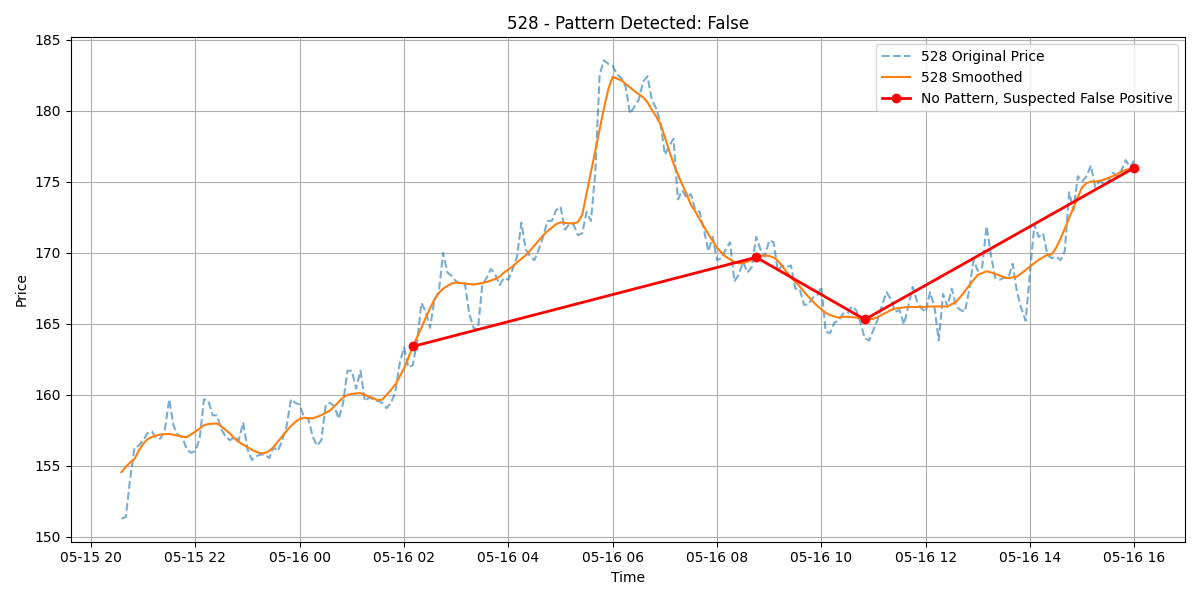 528 - Pattern Detected: False
528 Original Price
528 Smoothed
No Pattern, Suspected False Positive
Price
185
180
175
170
165
160
155
150
05-15 20 05-15 22 05-16 00 05-16 02 05-16 04 05-16 06 05-16 08 05-16 10 05-16 12 05-16 14 05-16 16
Time